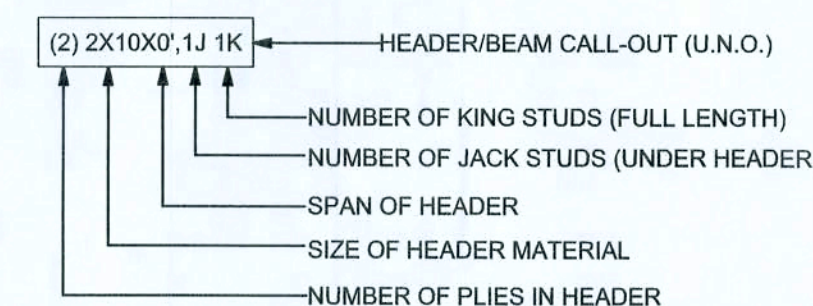 (2) 2X10X0',1J 1K HEADER/BEAM CALL-OUT (U.N.O.)
NUMBER OF KING STUDS (FULL LENGTH)
NUMBER OF JACK STUDS (UNDER HEADER
SPAN OF HEADER
SIZE OF HEADER MATERIAL
NUMBER OF PLIES IN HEADER